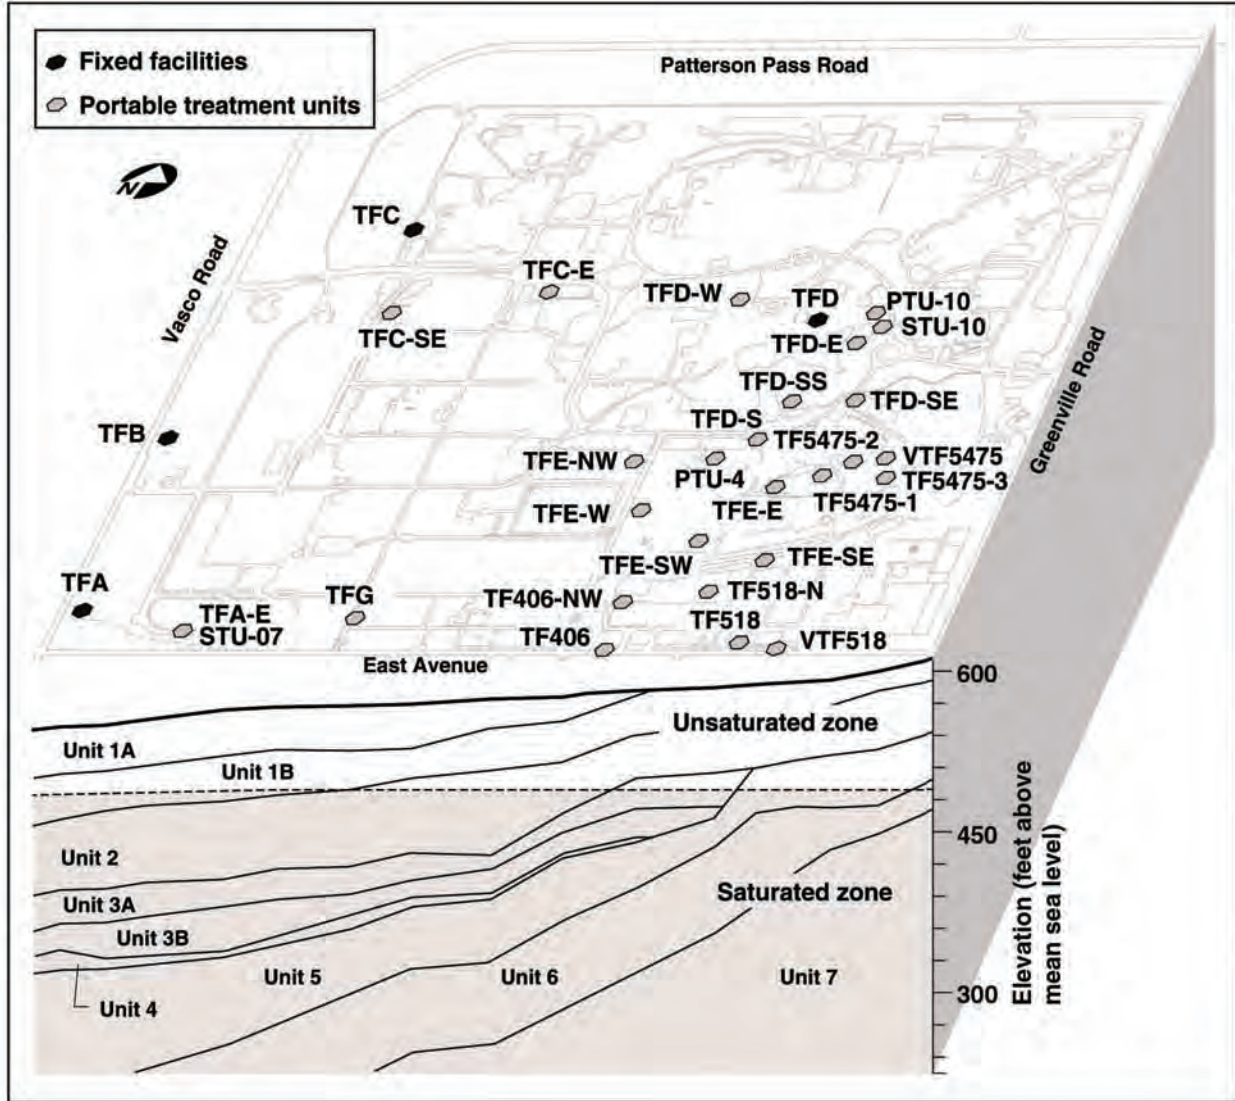 Fixed facilities
Portable treatment units
Patterson Pass Road
N
TFC
Vasco Road
TFC-E
TFD-W
TFD
PTU-10
STU-10
TFC-SE
TFD-E
TFD-SS
TFD-SE
Greenville Road
TFB
TFD-S
TF5475-2
TFE-NW
VTF5475
PTU-4
TF5475-3
TF5475-1
TFE-W
TFE-E
TFE-SW
TFE-SE
TFA
TFG
TF406-NW
TF518-N
TFA-E
STU-07
TF518
TF406
VTF518
East Avenue
600
Unsaturated zone
Unit 1A
Unit 1B
450
Unit 2
Saturated zone
Unit 3A
Unit 3B
Unit 5
Unit 6
Unit 7
300
Unit 4
Elevation (feet above
mean sea level)